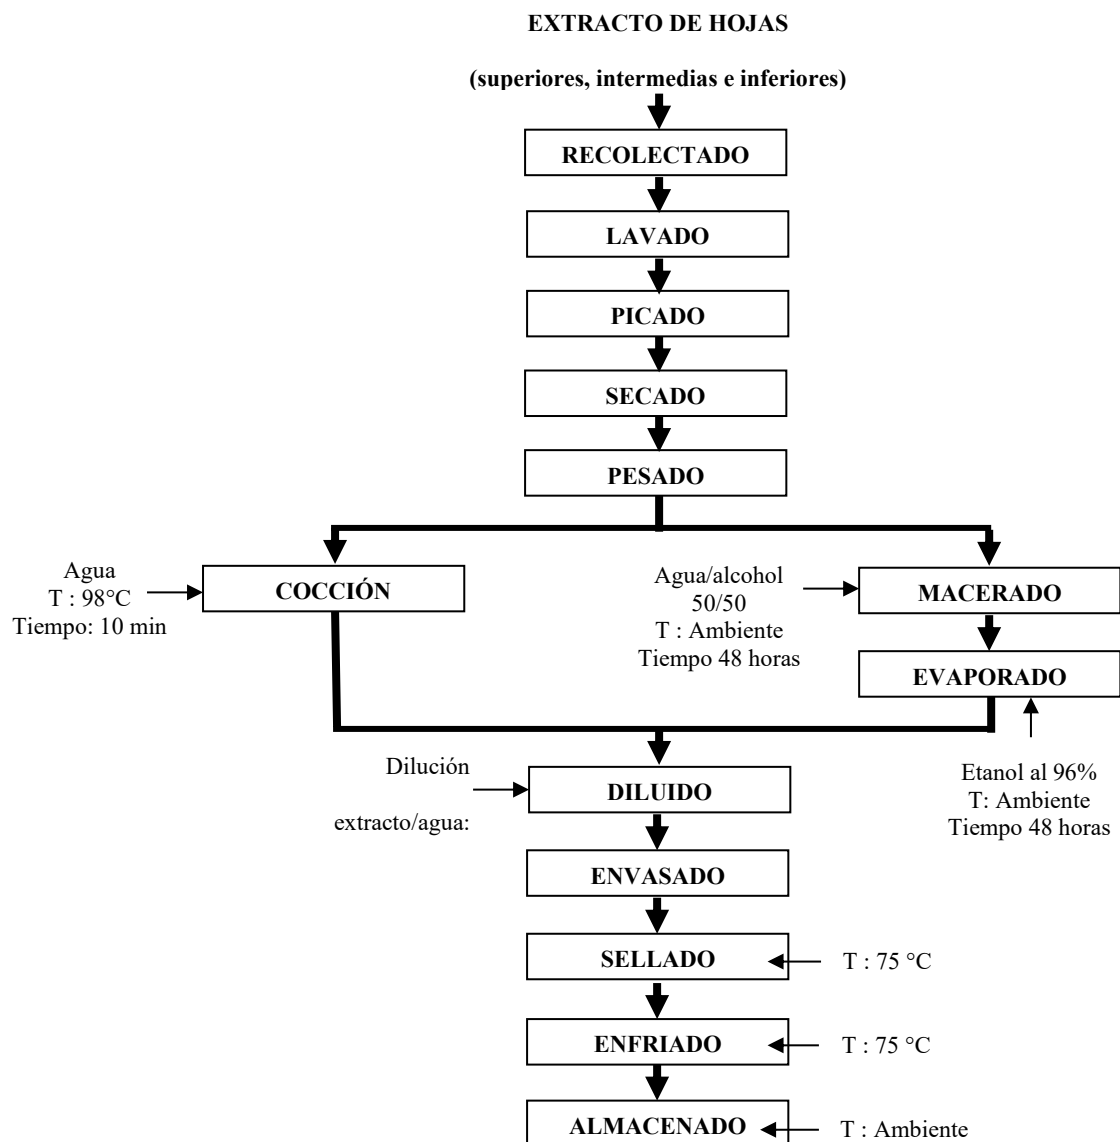 EXTRACTO DE HOJAS
(superiores, intermedias e inferiores)
RECOLECTADO
LAVADO
PICADO
SECADO
PESADO
Agua
T : 98°C
Tiempo: 10 min
COCCIÓN
Agua/alcohol
50/50
T : Ambiente
Tiempo 48 horas
MACERADO
EVAPORADO
Etanol al 96%
T: Ambiente
Tiempo 48 horas
Dilución
extracto/agua:
DILUIDO
ENVASADO
SELLADO
T : 75 °C
ENFRIADO
T : 75 °C
ALMACENADO
T : Ambiente